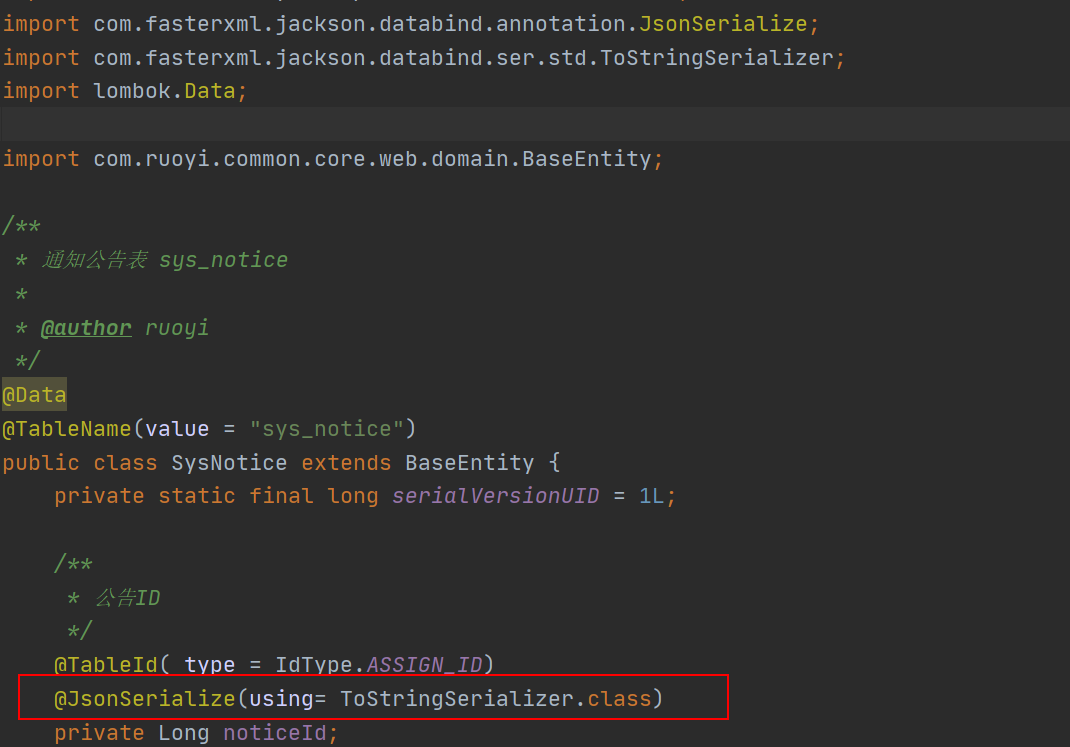 import com.fasterxml.jackson.databind.annotation.JsonSerialize;
import com.fasterxml.jackson.databind.ser.std.ToStringSerializer;
import lombok.Data;
import com.ruoyi.common.core.web.domain.BaseEntity;
/**
* 通知公告表 sys_notice
*
* @author ruoyi
*/
@Data
@TableName(value = "sys_notice")
public class SysNotice extends BaseEntity {
private static final long serialVersionUID = 1L;
/**
* 公告ID
*/
@TableId( type = IdType.ASSIGN_ID)
@JsonSerialize(using= ToStringSerializer.class)
private Long noticeId;